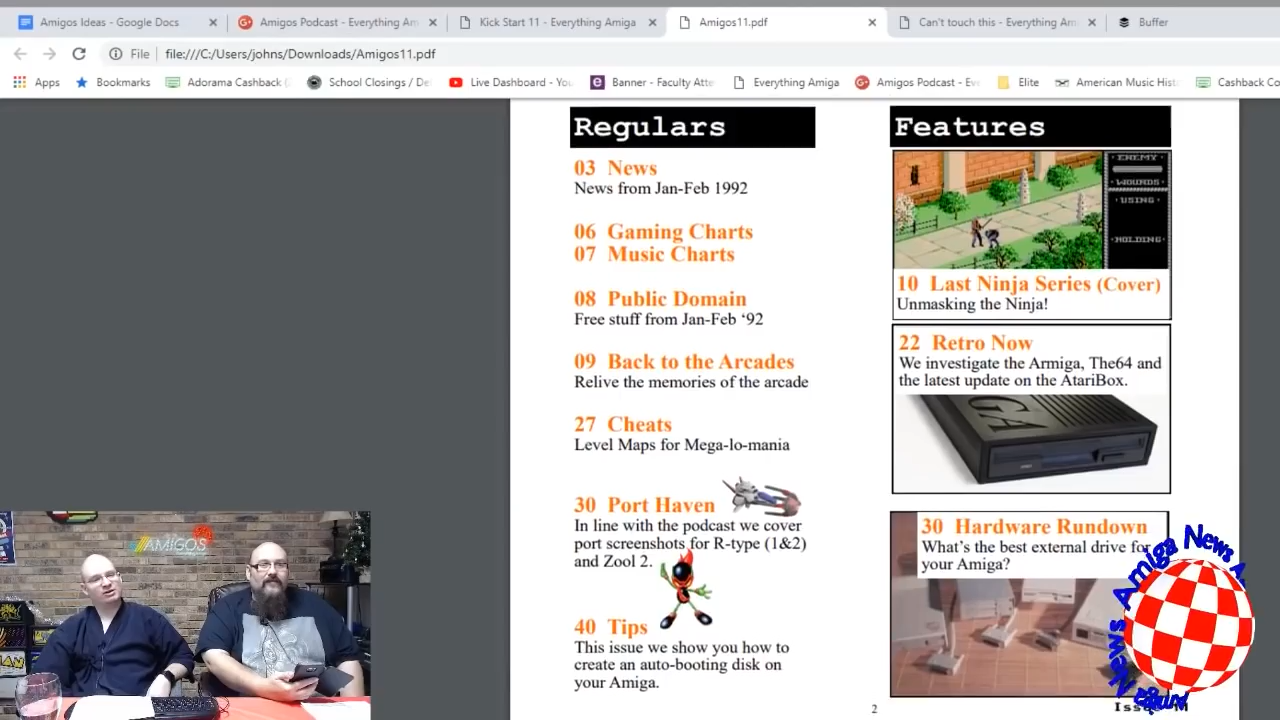 Amigos Ideas - Google Docs
Amigos Podcast - Everything Am
Kick Start 11 - Everything Amiga
Amigos11.pdf
Can't touch this - Everything Am
Buffer
File
file:///C:/Users/johns/Downloads/Amigos11.pdf
Apps
Bookmarks
Adorama Cashback
School Closings / De
Live Dashboard - You
Banner - Faculty Atte
Everything Amiga
Amigos Podcast - Eve
Elite
American Music Hist
Cashback Co
Regulars
03 News
News from Jan-Feb 1992
06 Gaming Charts
07 Music Charts
08 Public Domain
Free stuff from Jan-Feb ‘92
09 Back to the Arcades
Relive the memories of the arcade
27 Cheats
Level Maps for Mega-lo-mania
30 Port Haven
In line with the podcast we cover
port screenshots for R-type (1&2)
and Zool 2.
40 Tips
This issue we show you how to
create an auto-booting disk on
your Amiga.
Features
ENEMY
WOUNDS
USING
HOLDING
10 Last Ninja Series (Cover)
Unmasking the Ninja!
22 Retro Now
We investigate the Armiga, The64 and
the latest update on the AtariBox.
GA
30 Hardware Rundown
What's the best external drive for
your Amiga?
Amiga News
News
2
AMIGOS